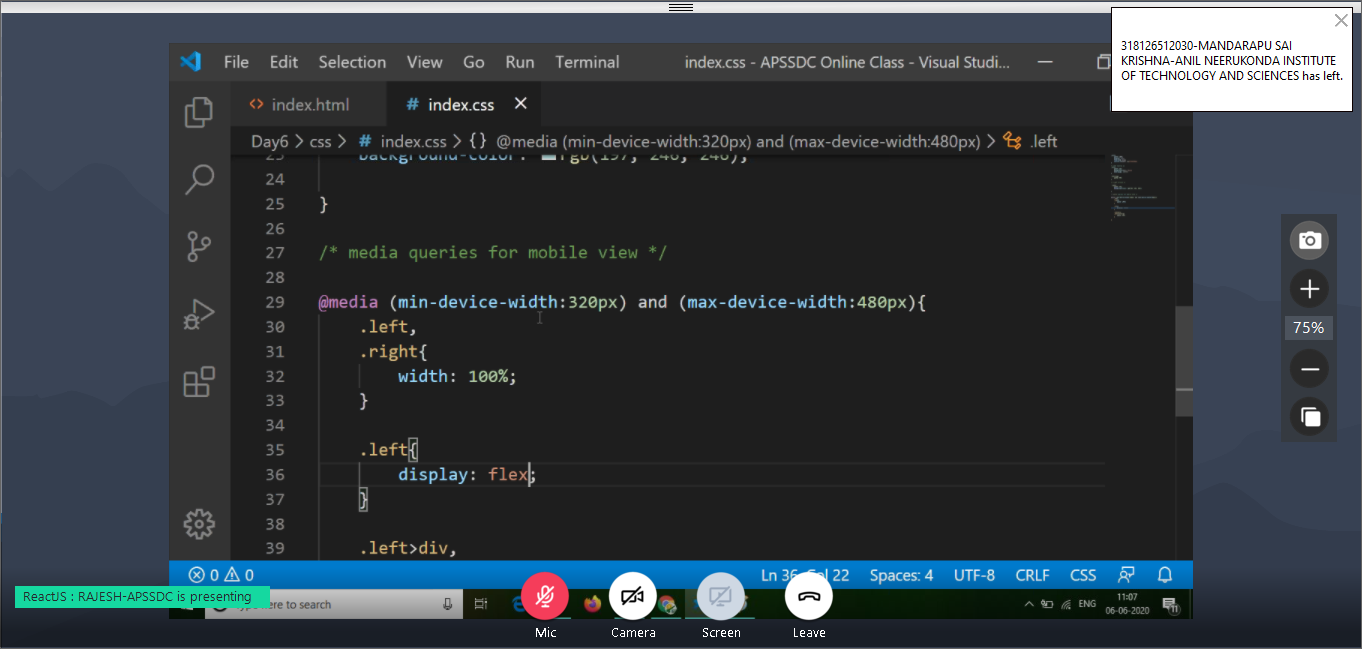 318126512030-MANDARAPU SAI
KRISHNA-ANIL NEERUKONDA INSTITUTE
OF TECHNOLOGY AND SCIENCES has left.
File Edit Selection View Go Run Terminal index.css - APSSDC Online Class - Visual Studi...
<> index.html # index.css
Day6 > css > # index.css > {} @media (min-device-width:320px) and (max-device-width:480px) > .left
23 background-color: rgb(197, 248, 248);
24
25 }
26
27 /* media queries for mobile view */
28
29 @media (min-device-width:320px) and (max-device-width:480px){
30 .left,
31 .right{
32 width: 100%;
33 }
34
35 .left{
36 display: flex;
37 }
38
39 .left>div,
75%
0 0 Ln 36, Col 22 Spaces: 4 UTF-8 CRLF CSS
ReactJS : RAJESH-APSSDC is presenting
here to search
ENG
11:07
06-06-2020
11
Mic Camera Screen Leave